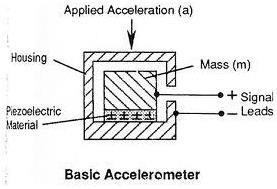 Applied Acceleration (a)
Housing
Mass (m)
+ Signal
− Leads
Piezoelectric
Material
Basic Accelerometer